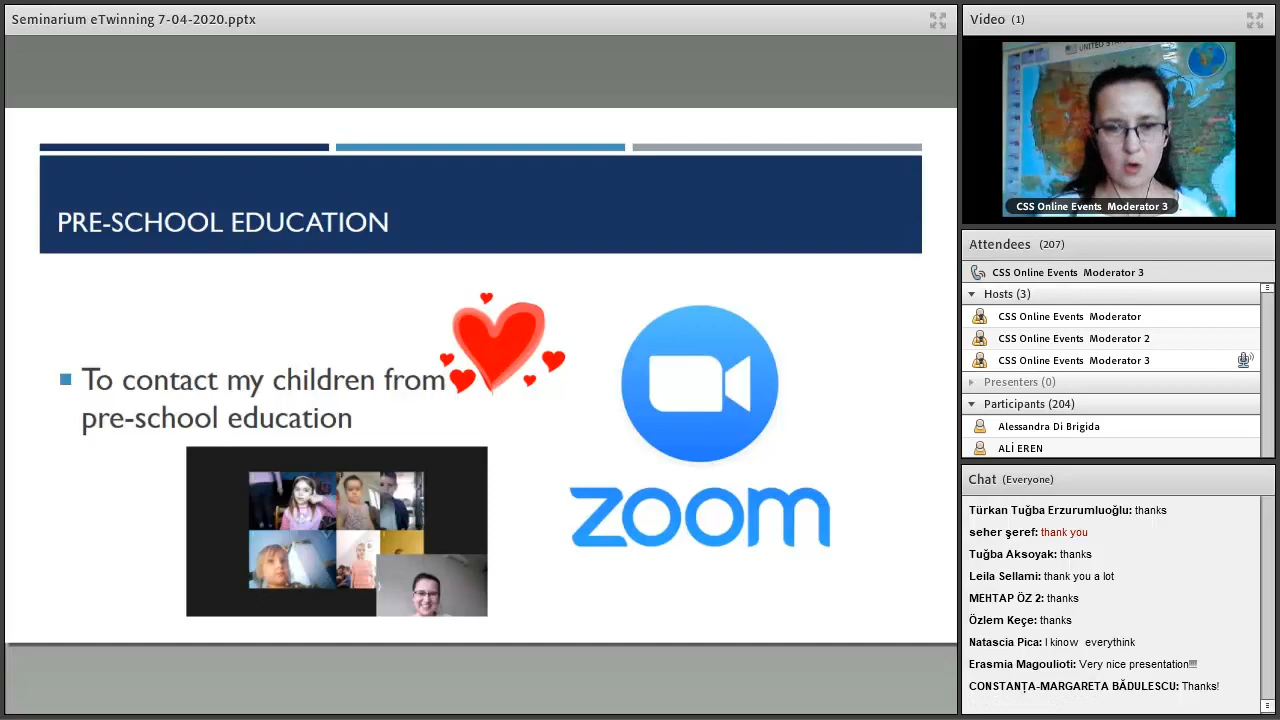 Seminarium eTwinning 7-04-2020.pptx
PRE-SCHOOL EDUCATION
To contact my children from
pre-school education
zoom
Video (1)
UNITED STA
CSS Online Events Moderator 3
Attendees (207)
CSS Online Events Moderator 3
Hosts (3)
CSS Online Events Moderator
CSS Online Events Moderator 2
CSS Online Events Moderator 3
Presenters (0)
Participants (204)
Alessandra Di Brigida
ALİ EREN
Chat (Everyone)
Türkan Tuğba Erzurumluoğlu: thanks
seher şeref: thank you
Tuğba Aksoyak: thanks
Leila Sellami: thank you a lot
MEHTAP ÖZ 2: thanks
Özlem Keçe: thanks
Natascia Pica: I kinow everythink
Erasmia Magoulioti: Very nice presentation!!!!
CONSTANȚA-MARGARETA BĂDULESCU: Thanks!